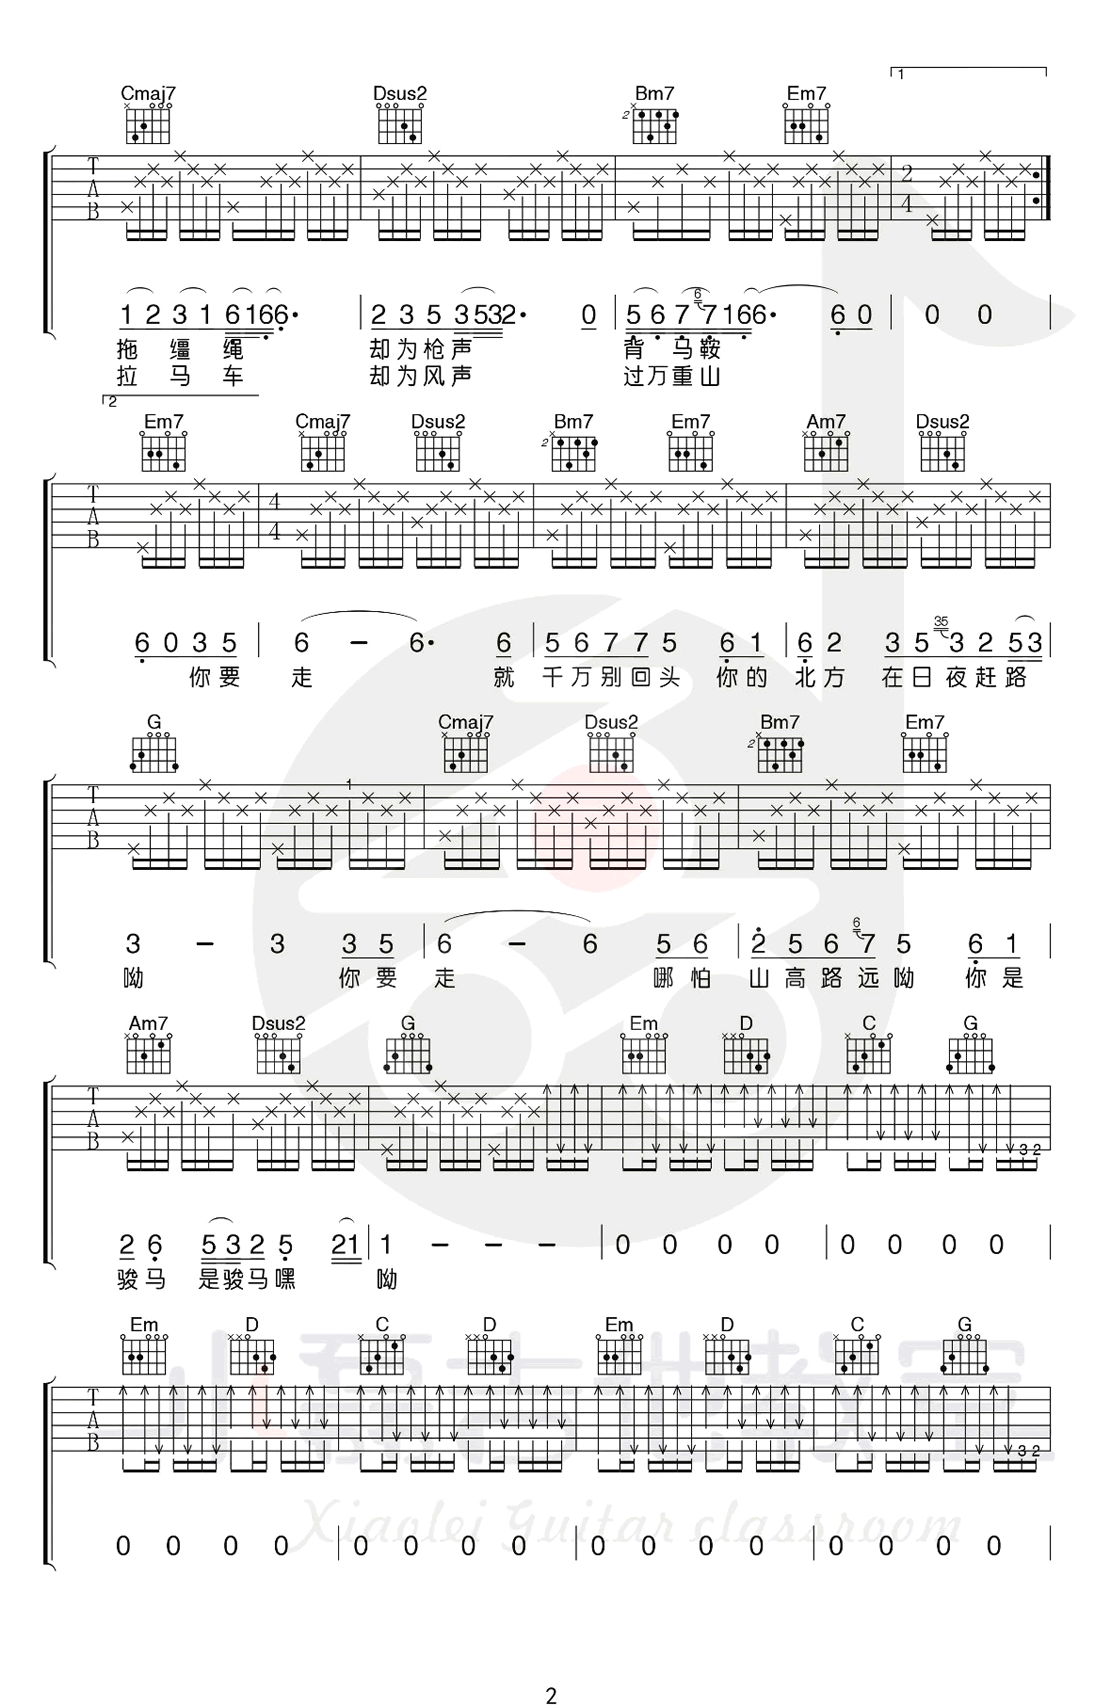 1
Cmaj7 Dsus2 Bm7 Em7
2
T A B 2 4
1 2 3 1 6 1 6 6· 2 3 5 3 5 3 2· 0 5 6 7 6 7 1 6 6· 6 0 0 0
拖 缰 绳 却为枪声 背 马鞍
拉 马 车 却为风声 过万重山
2
Em7 Cmaj7 Dsus2 Bm7 Em7 Am7 Dsus2
2
T A B 4 4
6 0 3 5 6 - 6· 6 5 6 7 7 5 6 1 6 2 3 5 35 3 2 5 3
你要 走 就 千万别回头 你的 北方 在日夜赶路
G Cmaj7 Dsus2 Bm7 Em7
2
T A B 1
3 - 3 3 5 6 - 6 5 6 2 5 6 6 7 5 6 1
呦 你要 走 哪怕 山高路远呦 你是
Am7 Dsus2 G Em D C G
T A B 3 2
2 6 5 3 2 5 2 1 1 - - - 0 0 0 0 0 0 0 0
骏马 是骏马嘿 呦
Em D C D Em D C G
T A B 3 2
0 0 0 0 0 0 0 0 0 0 0 0 0 0 0 0
小磊吉他教室
Xiaolei Guitar classroom
2